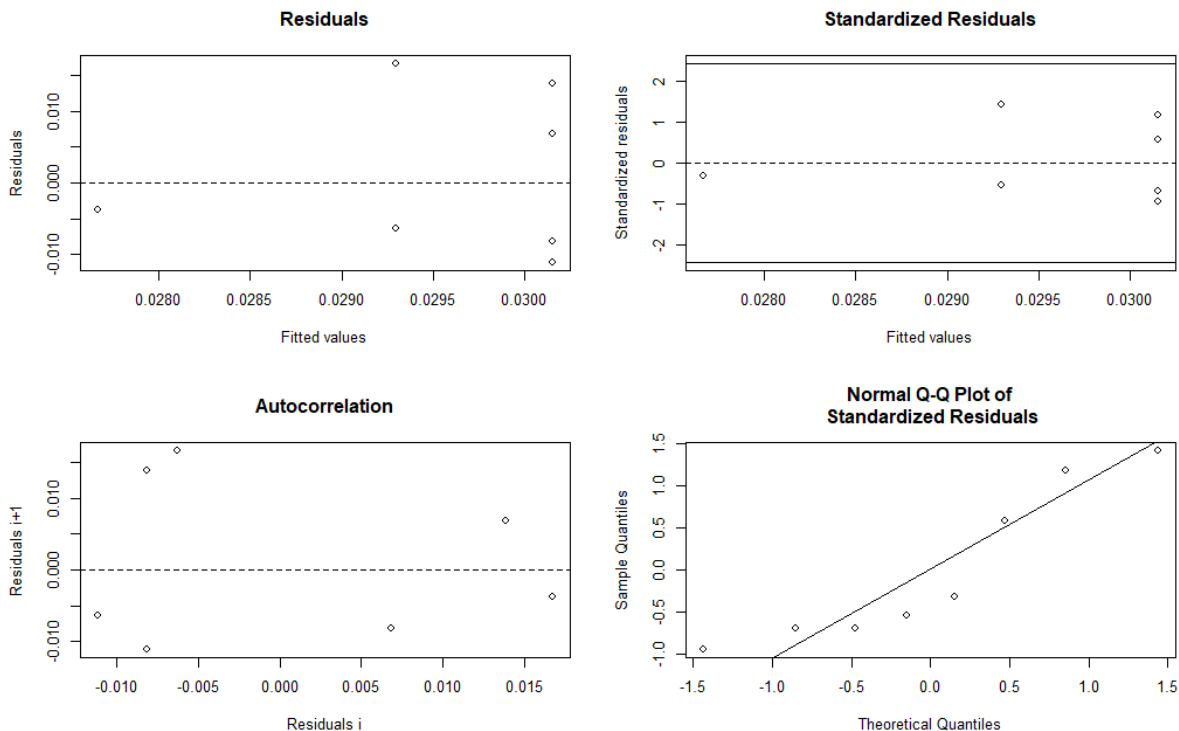 Residuals
Residuals
0.010
0.000
-0.010
0.0280 0.0285 0.0290 0.0295 0.0300
Fitted values
Standardized Residuals
Standardized residuals
2
1
0
-1
-2
0.0280 0.0285 0.0290 0.0295 0.0300
Fitted values
Autocorrelation
Residuals i+1
0.010
0.000
-0.010
-0.010 -0.005 0.000 0.005 0.010 0.015
Residuals i
Normal Q-Q Plot of
Standardized Residuals
Sample Quantiles
1.5
1.0
0.5
0.0
-0.5
-1.0
-1.5 -1.0 -0.5 0.0 0.5 1.0 1.5
Theoretical Quantiles